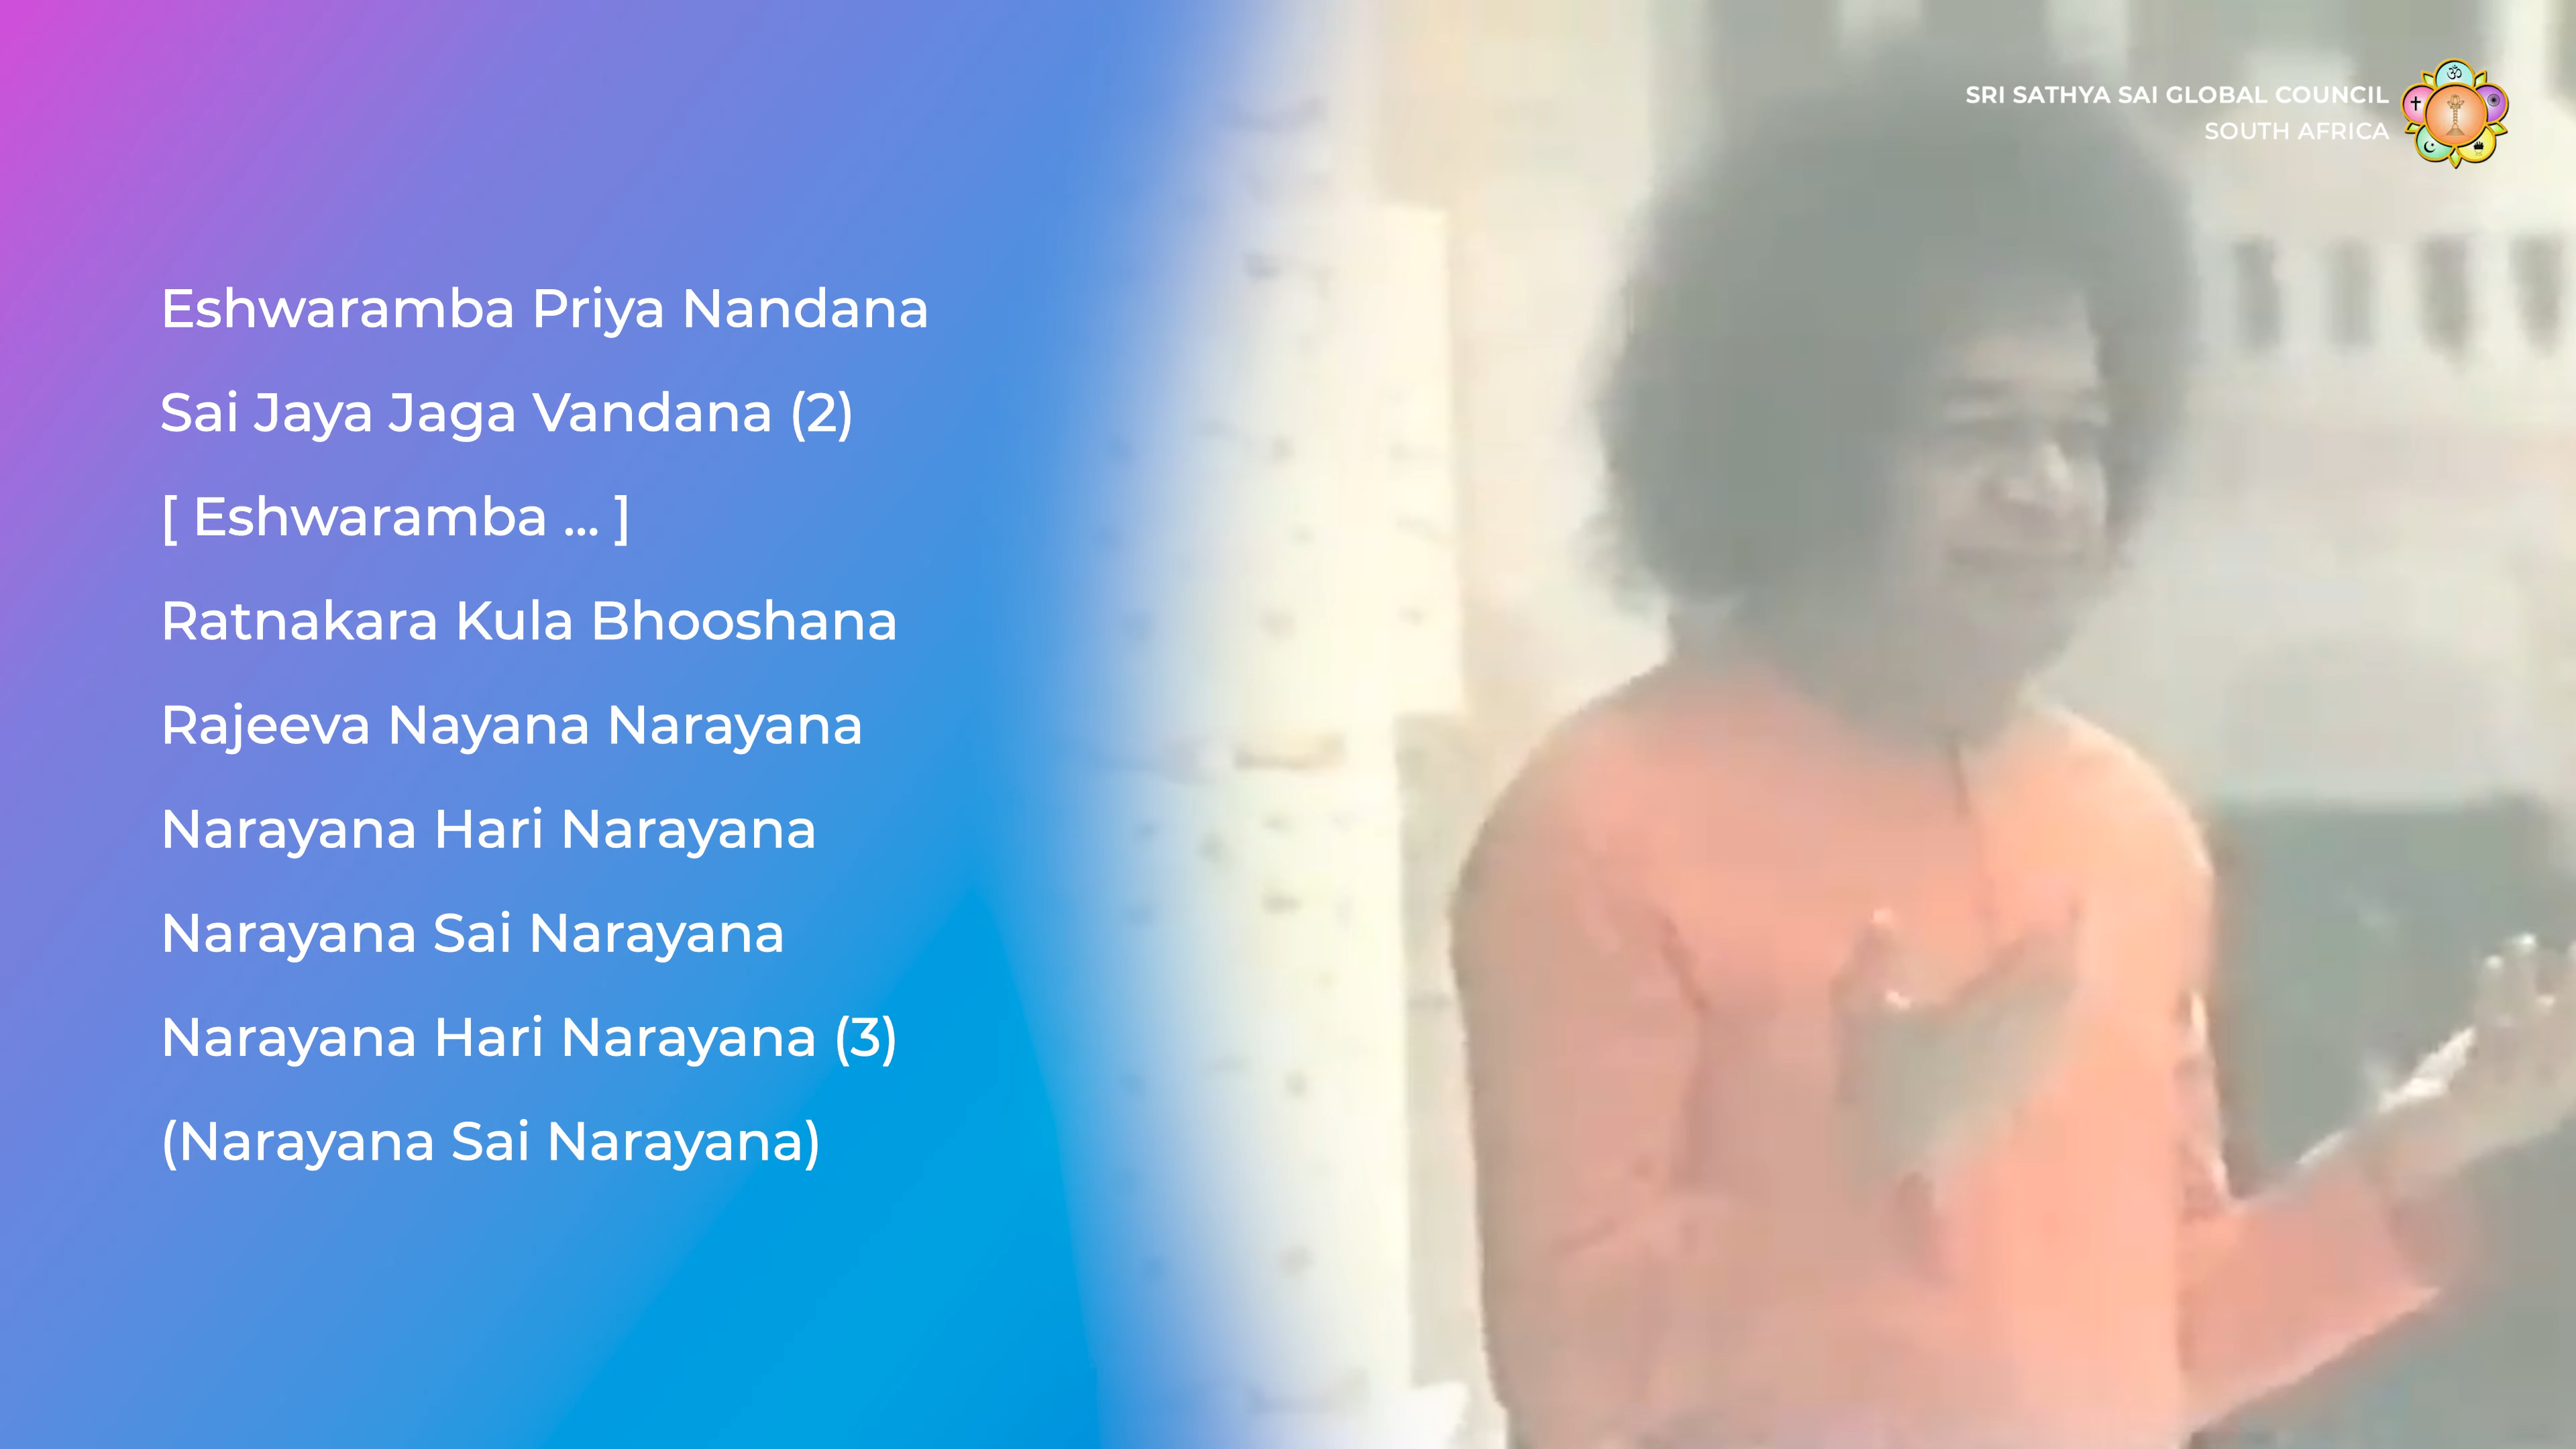 SRI SATHYA SAI GLOBAL COUNCIL
SOUTH AFRICA
Eshwaramba Priya Nandana
Sai Jaya Jaga Vandana (2)
[ Eshwaramba ... ]
Ratnakara Kula Bhooshana
Rajeeva Nayana Narayana
Narayana Hari Narayana
Narayana Sai Narayana
Narayana Hari Narayana (3)
(Narayana Sai Narayana)